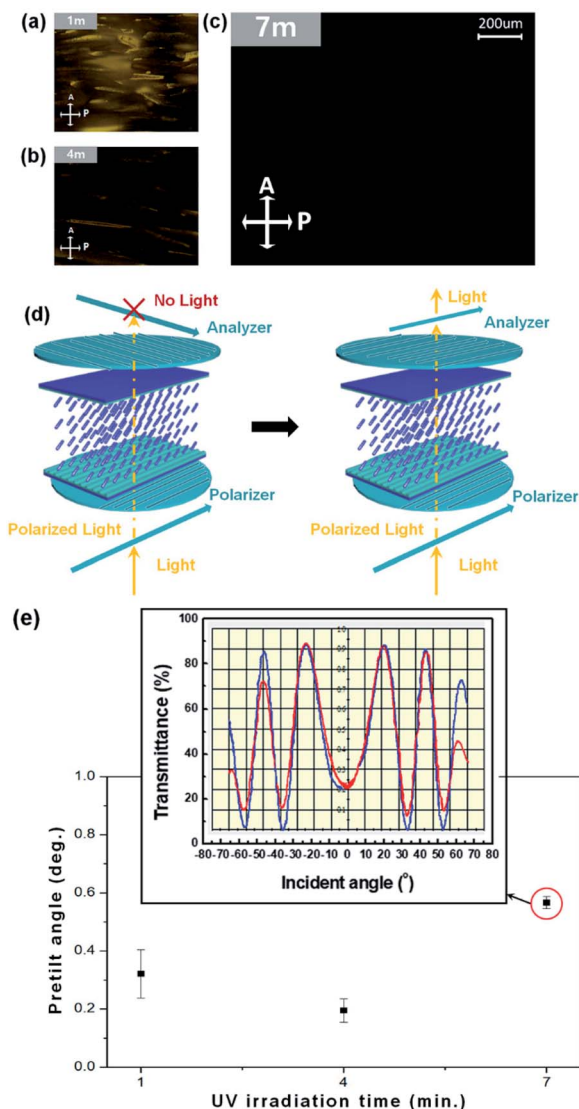 (a)
1m
A
P
(b)
4m
A
P
(c)
7m
200um
A
P
(d)
No Light
Analyzer
Polarized Light
Polarizer
Light
Light
Analyzer
Polarized Light
Polarizer
Light
(e)
Transmittance (%)
100
80
60
40
20
0
-80-70-60-50-40-30-20-10 0 10 20 30 40 50 60 70 80
Incident angle (°)
Pretilt angle (deg.)
1.0
0.8
0.6
0.4
0.2
0.0
1 4 7
UV irradiation time (min.)